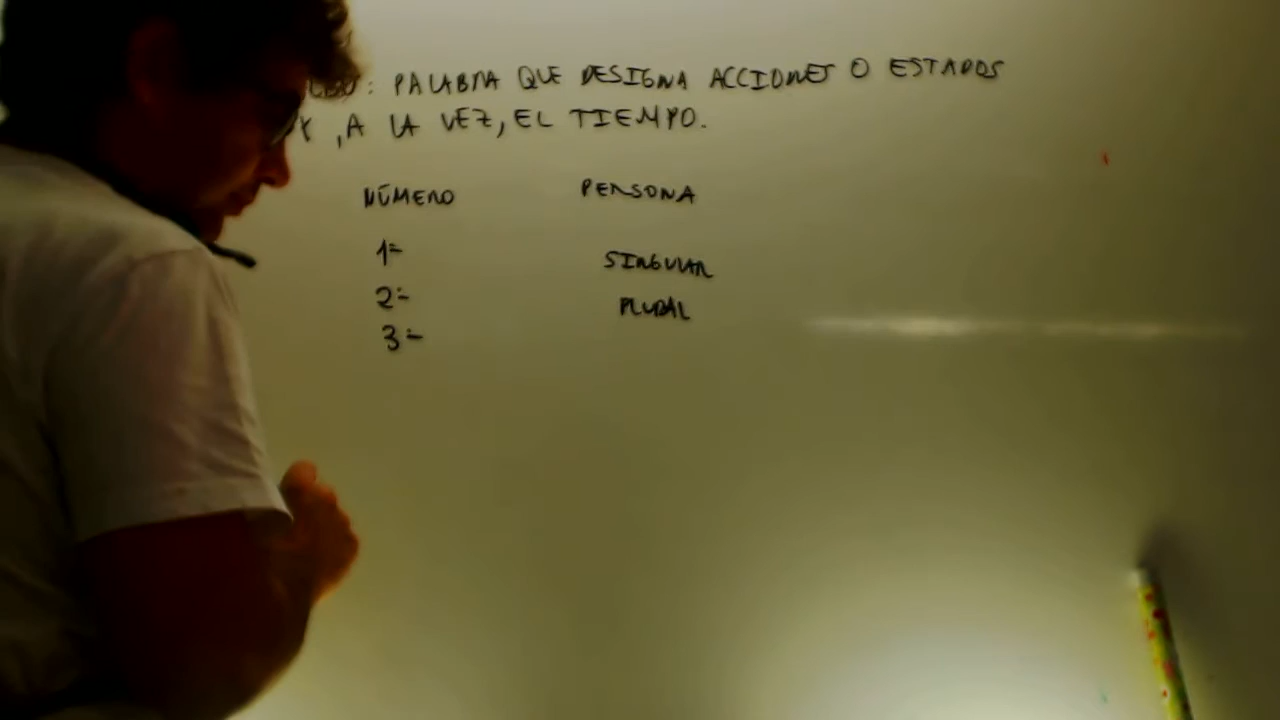 : PALABRA QUE DESIGNA ACCIONES O ESTADOS
Y, A LA VEZ, EL TIEMPO.
NÚMERO PERSONA
1ª SINGULAR
2ª PLURAL
3ª